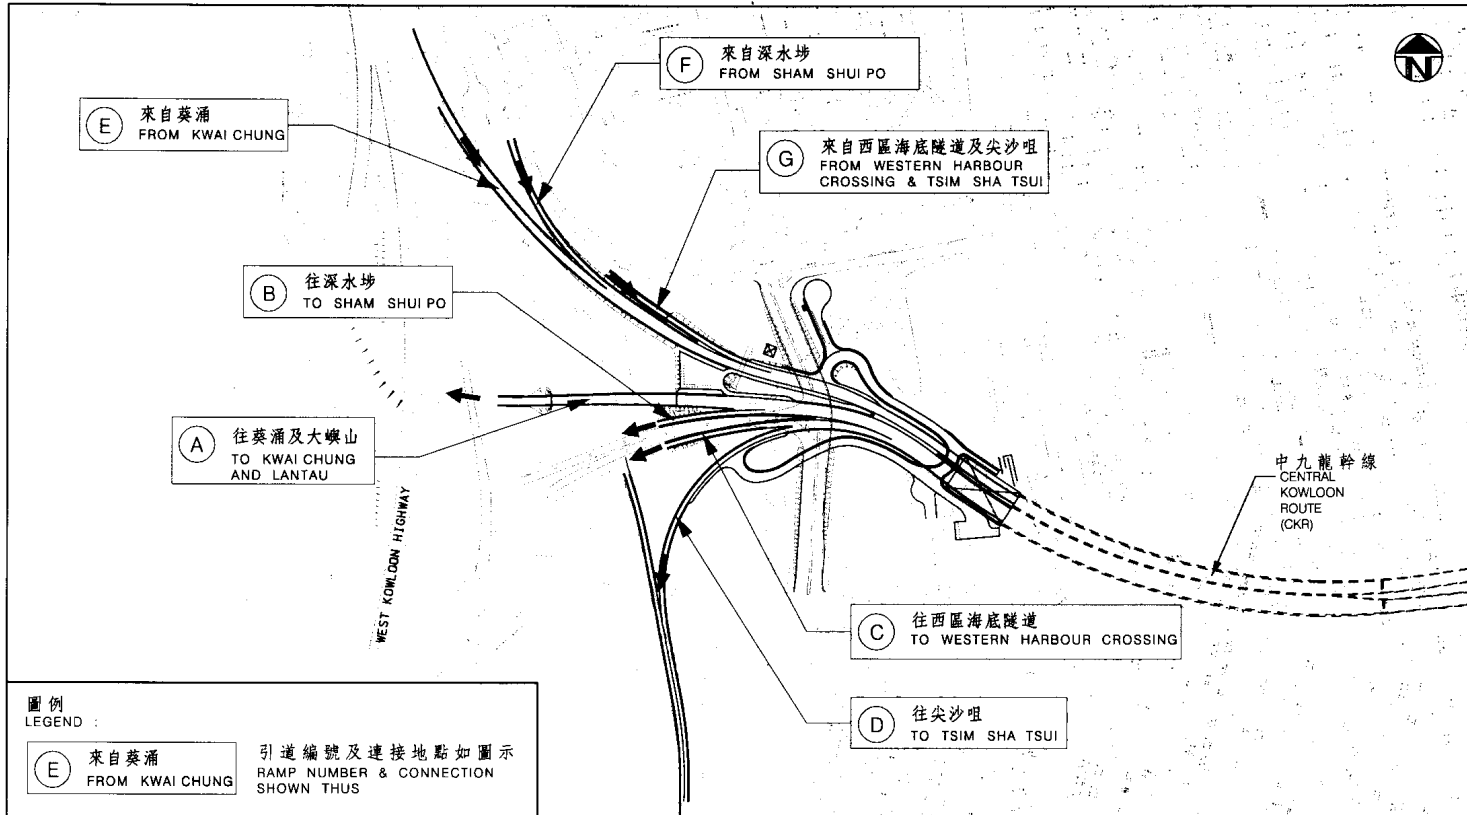 F
來自深水埗
FROM SHAM SHUI PO
N
E
來自葵涌
FROM KWAI CHUNG
G
來自西區海底隧道及尖沙咀
FROM WESTERN HARBOUR
CROSSING & TSIM SHA TSUI
B
往深水埗
TO SHAM SHUI PO
A
往葵涌及大嶼山
TO KWAI CHUNG
AND LANTAU
中九龍幹線
CENTRAL
KOWLOON
ROUTE
(CKR)
WEST KOWLOON HIGHWAY
C
往西區海底隧道
TO WESTERN HARBOUR CROSSING
D
往尖沙咀
TO TSIM SHA TSUI
圖例
LEGEND :
E
來自葵涌
FROM KWAI CHUNG
引道編號及連接地點如圖示
RAMP NUMBER & CONNECTION
SHOWN THUS